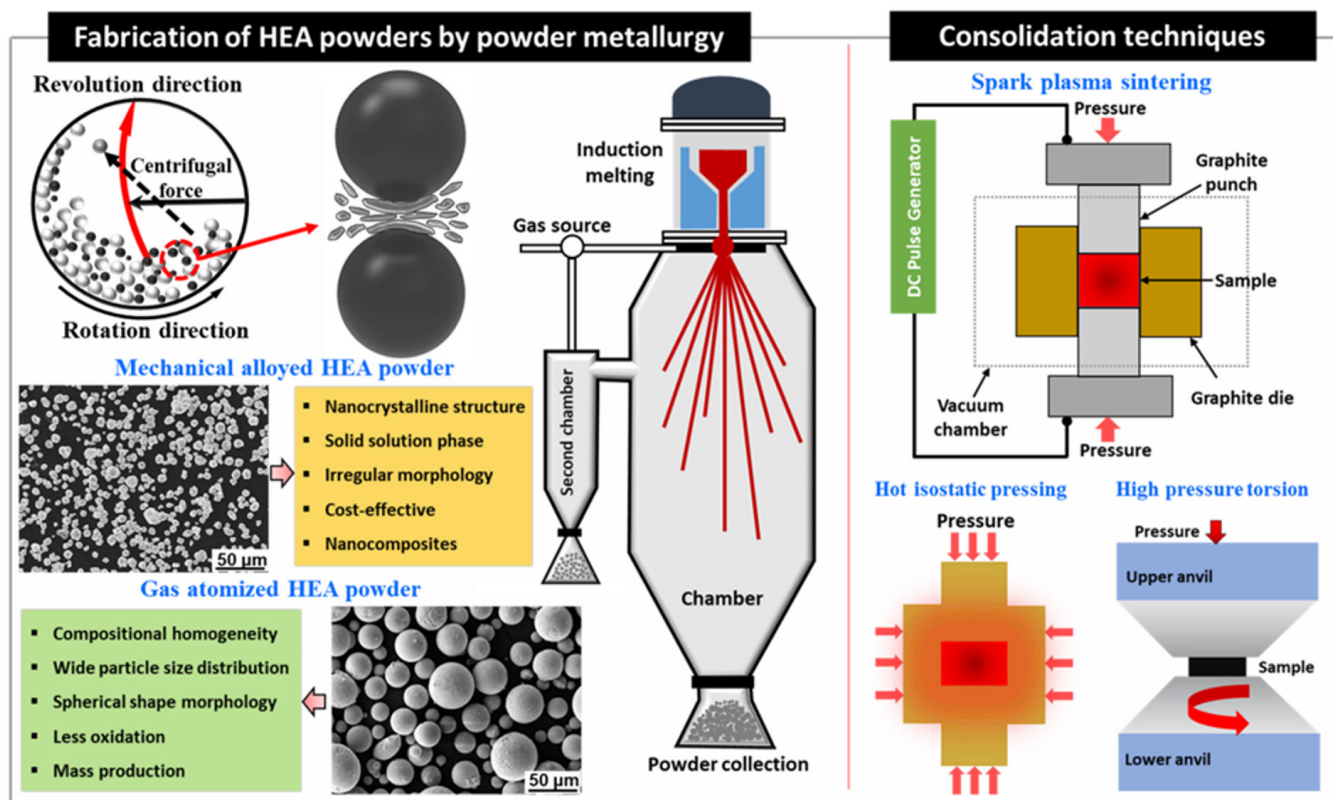 Fabrication of HEA powders by powder metallurgy
Revolution direction
Centrifugal
force
Rotation direction
Induction
melting
Gas source
Second chamber
Chamber
Powder collection
Mechanical alloyed HEA powder
50 µm
▪ Nanocrystalline structure
▪ Solid solution phase
▪ Irregular morphology
▪ Cost-effective
▪ Nanocomposites
Gas atomized HEA powder
▪ Compositional homogeneity
▪ Wide particle size distribution
▪ Spherical shape morphology
▪ Less oxidation
▪ Mass production
50 µm
Consolidation techniques
Spark plasma sintering
Pressure
DC Pulse Generator
Graphite
punch
Sample
Graphite die
Vacuum
chamber
Pressure
Hot isostatic pressing
Pressure
High pressure torsion
Pressure
Upper anvil
Sample
Lower anvil